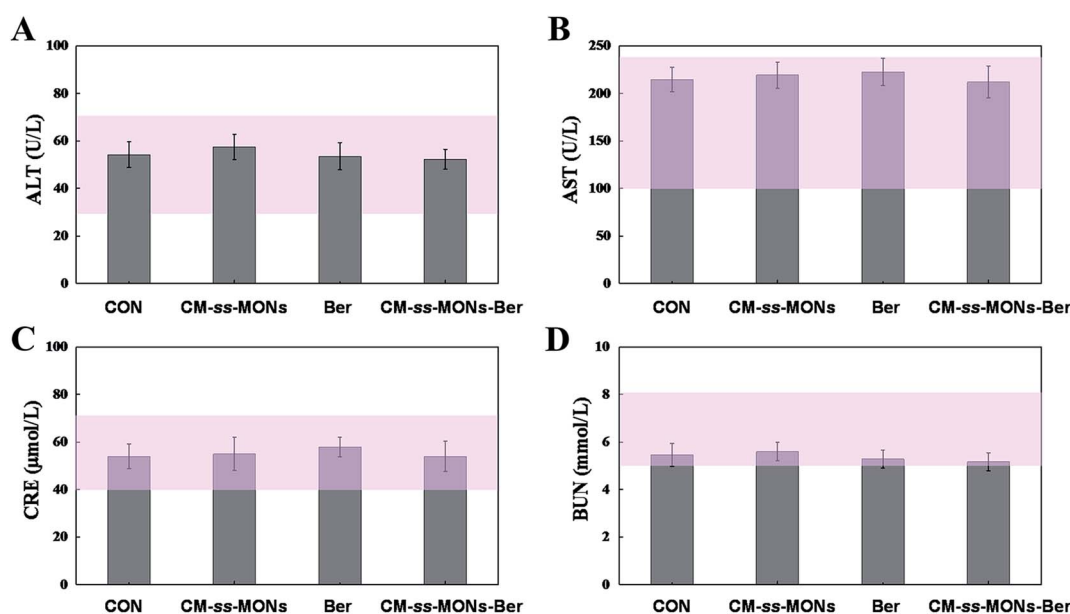 A
ALT (U/L)
100
80
60
40
20
0
CON CM-ss-MONs Ber CM-ss-MONs-Ber
B
AST (U/L)
250
200
150
100
50
0
CON CM-ss-MONs Ber CM-ss-MONs-Ber
C
CRE (μmol/L)
100
80
60
40
20
0
CON CM-ss-MONs Ber CM-ss-MONs-Ber
D
BUN (mmol/L)
10
8
6
4
2
0
CON CM-ss-MONs Ber CM-ss-MONs-Ber